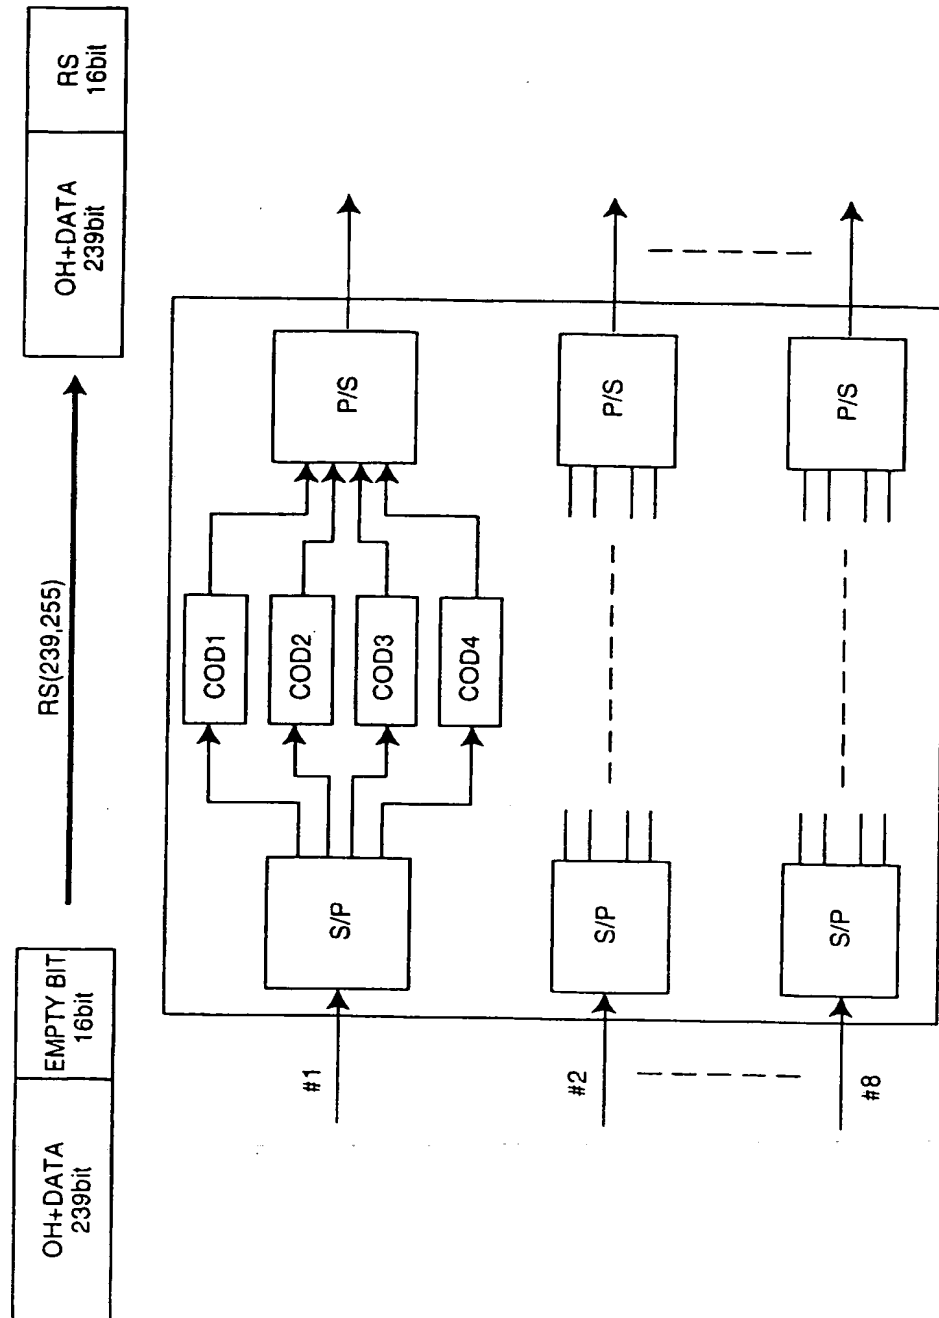 OH+DATA
239bit
EMPTY BIT
16bit
RS(239,255)
OH+DATA
239bit
RS
16bit
#1
S/P
COD1
COD2
COD3
COD4
P/S
#2
S/P
P/S
#8
S/P
P/S